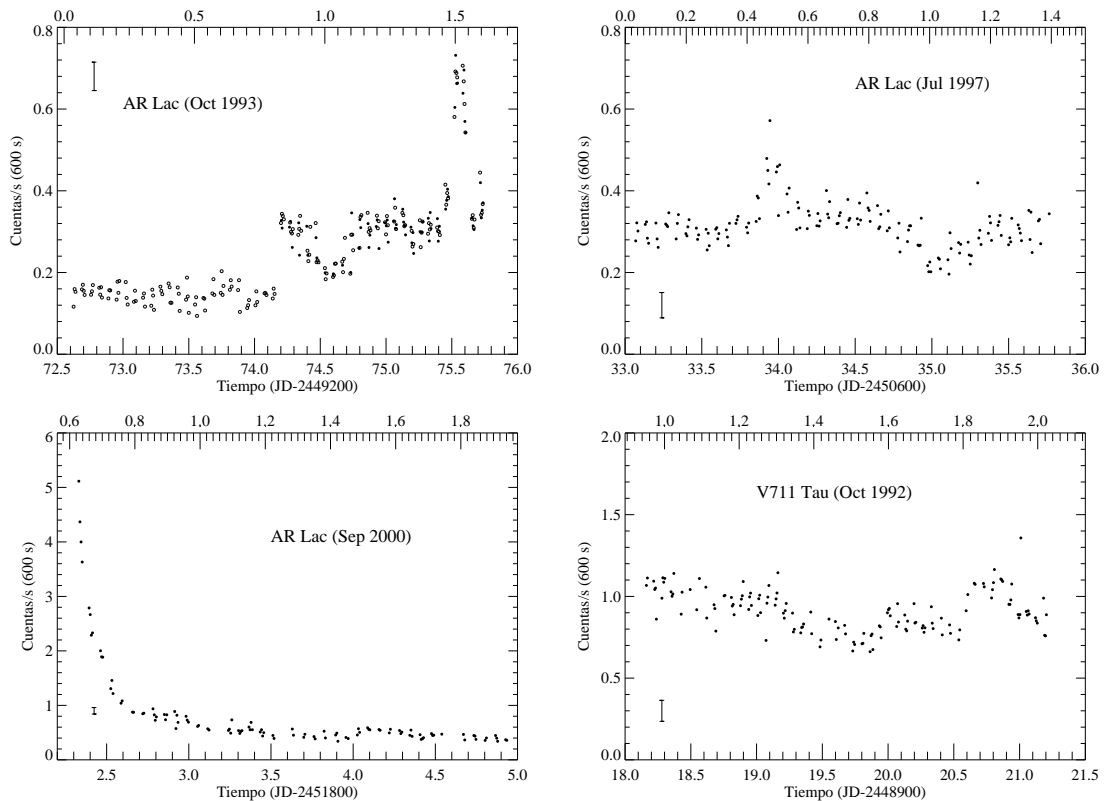 0.0 0.5 1.0 1.5
0.8
0.6
0.4
0.2
0.0
Cuentas/s (600 s)
AR Lac (Oct 1993)
72.5 73.0 73.5 74.0 74.5 75.0 75.5 76.0
Tiempo (JD-2449200)
0.0 0.2 0.4 0.6 0.8 1.0 1.2 1.4
0.8
0.6
0.4
0.2
0.0
Cuentas/s (600 s)
AR Lac (Jul 1997)
33.0 33.5 34.0 34.5 35.0 35.5 36.0
Tiempo (JD-2450600)
0.6 0.8 1.0 1.2 1.4 1.6 1.8
6
5
4
3
2
1
0
Cuentas/s (600 s)
AR Lac (Sep 2000)
2.5 3.0 3.5 4.0 4.5 5.0
Tiempo (JD-2451800)
1.0 1.2 1.4 1.6 1.8 2.0
2.0
1.5
1.0
0.5
0.0
Cuentas/s (600 s)
V711 Tau (Oct 1992)
18.0 18.5 19.0 19.5 20.0 20.5 21.0 21.5
Tiempo (JD-2448900)